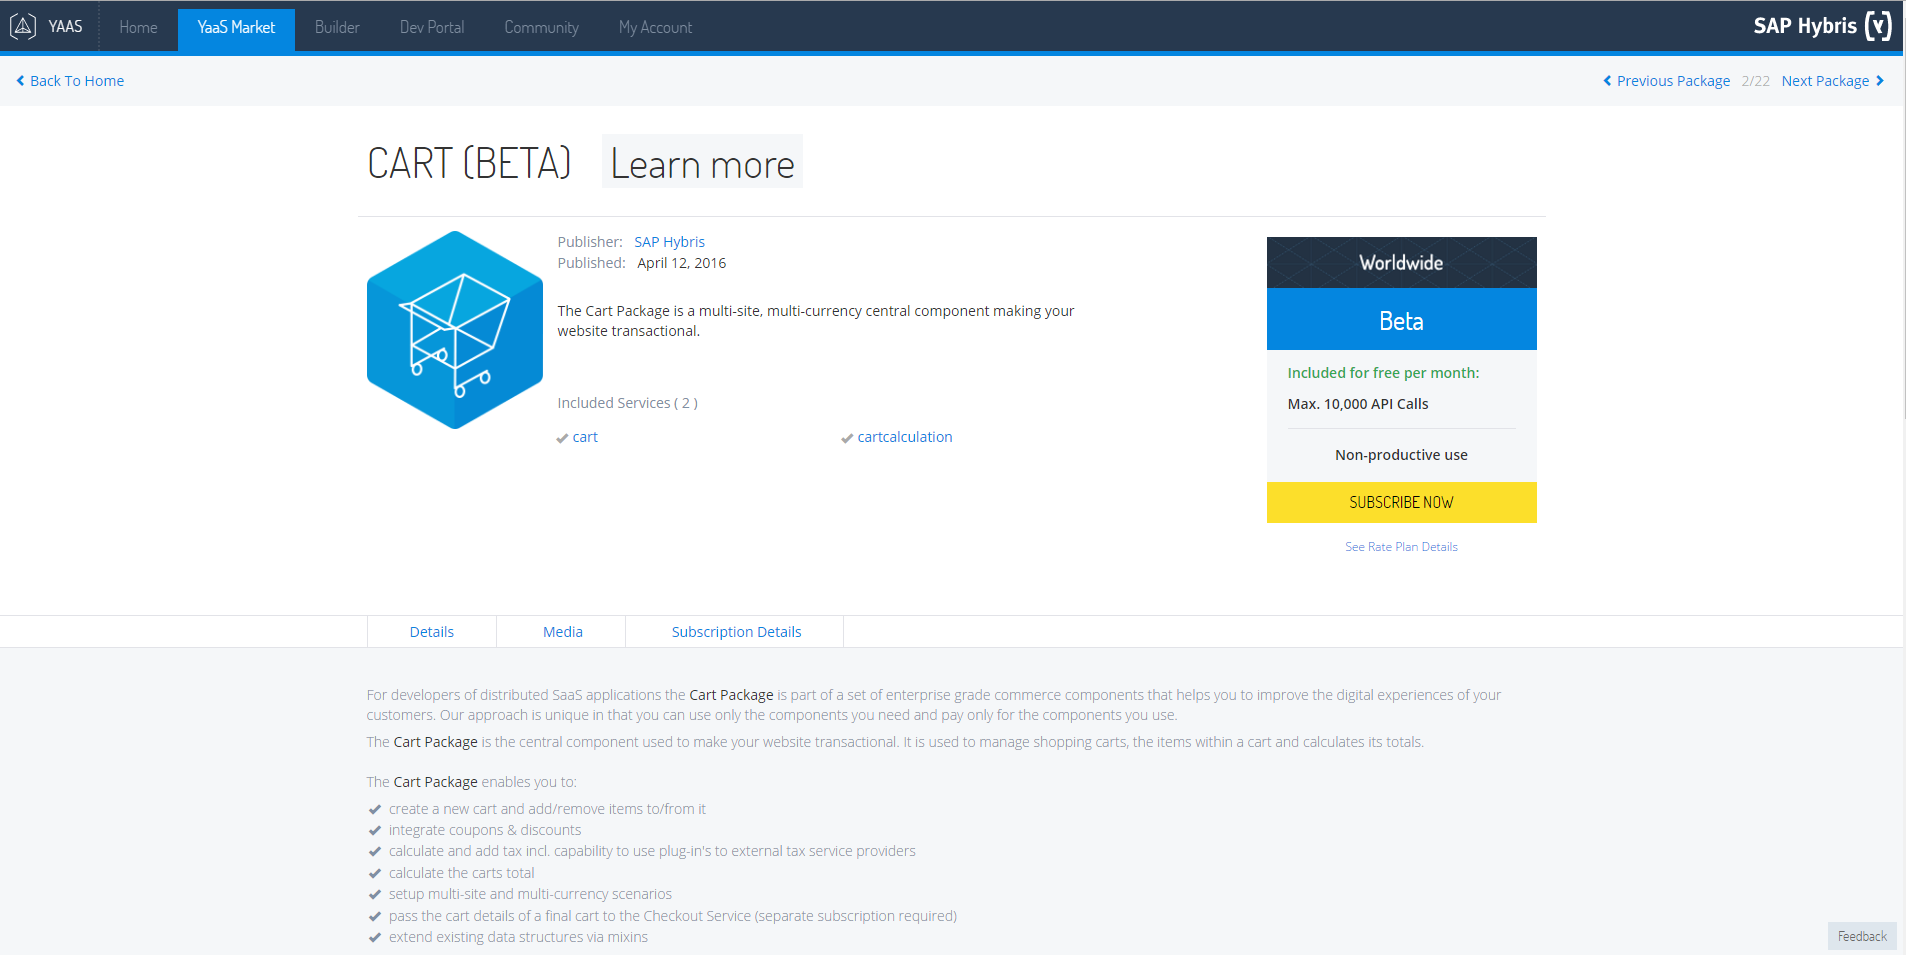 YAAS
Home
YaaS Market
Builder
Dev Portal
Community
My Account
SAP Hybris (Y)
Back To Home
Previous Package 2/22 Next Package
CART (BETA) Learn more
Publisher: SAP Hybris
Published: April 12, 2016
The Cart Package is a multi-site, multi-currency central component making your
website transactional.
Included Services ( 2 )
cart
cartcalculation
Worldwide
Beta
Included for free per month:
Max. 10,000 API Calls
Non-productive use
SUBSCRIBE NOW
See Rate Plan Details
Details
Media
Subscription Details
For developers of distributed SaaS applications the Cart Package is part of a set of enterprise grade commerce components that helps you to improve the digital experiences of your
customers. Our approach is unique in that you can use only the components you need and pay only for the components you use.
The Cart Package is the central component used to make your website transactional. It is used to manage shopping carts, the items within a cart and calculates its totals.
The Cart Package enables you to:
create a new cart and add/remove items to/from it
integrate coupons & discounts
calculate and add tax incl. capability to use plug-in's to external tax service providers
calculate the carts total
setup multi-site and multi-currency scenarios
pass the cart details of a final cart to the Checkout Service (separate subscription required)
extend existing data structures via mixins
Feedback